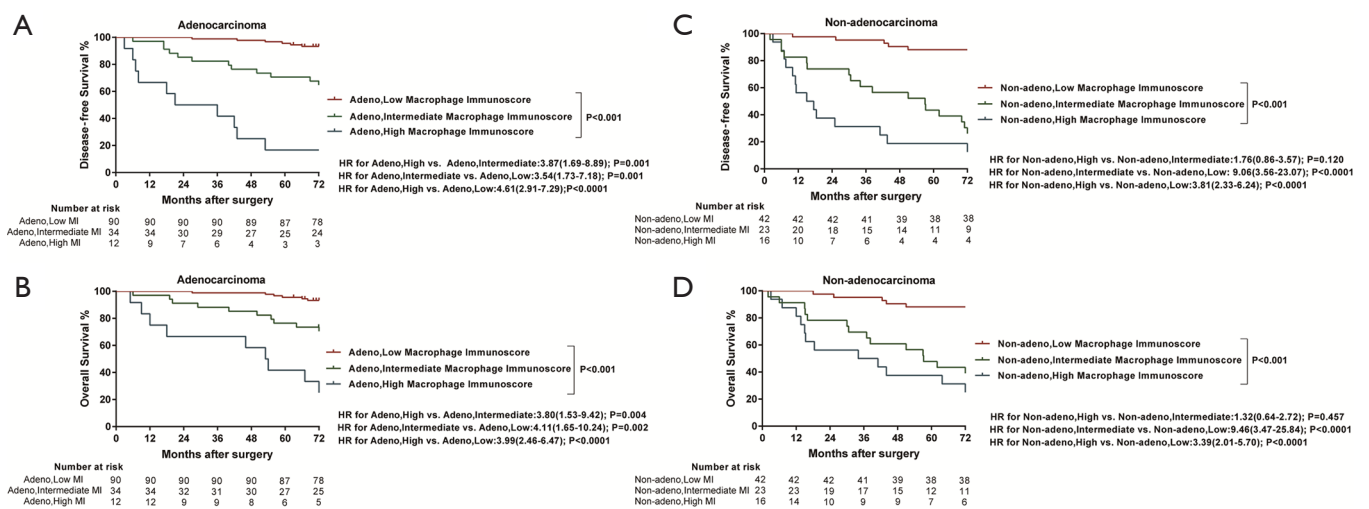 A
Adenocarcinoma
Disease-free Survival %
100
80
60
40
20
0
0 12 24 36 48 60 72
Months after surgery
Adeno,Low Macrophage Immunoscore
Adeno,Intermediate Macrophage Immunoscore
Adeno,High Macrophage Immunoscore
P<0.001
HR for Adeno,High vs. Adeno,Intermediate:3.87(1.69-8.89); P=0.001
HR for Adeno,Intermediate vs Adeno,Low:3.54(1.73-7.18); P=0.001
HR for Adeno,High vs. Adeno,Low:4.61(2.91-7.29);P<0.0001
Number at risk
Adeno,Low MI 90 90 90 90 89 87 78
Adeno,Intermediate MI 34 34 30 29 27 25 24
Adeno,High MI 12 9 7 6 4 3 3
B
Adenocarcinoma
Overall Survival %
100
80
60
40
20
0
0 12 24 36 48 60 72
Months after surgery
Adeno,Low Macrophage Immunoscore
Adeno,Intermediate Macrophage Immunoscore
Adeno,High Macrophage Immunoscore
P<0.001
HR for Adeno,High vs. Adeno,Intermediate:3.80(1.53-9.42); P=0.004
HR for Adeno,Intermediate vs. Adeno,Low:4.11(1.65-10.24); P=0.002
HR for Adeno,High vs. Adeno,Low:3.99(2.46-6.47); P<0.0001
Number at risk
Adeno,Low MI 90 90 90 90 90 87 78
Adeno,Intermediate MI 34 34 32 31 30 27 25
Adeno,High MI 12 12 9 9 8 6 5
C
Non-adenocarcinoma
Disease-free Survival %
100
80
60
40
20
0
0 12 24 36 48 60 72
Months after surgery
Non-adeno,Low Macrophage Immunoscore
Non-adeno,Intermediate Macrophage Immunoscore
Non-adeno,High Macrophage Immunoscore
P<0.001
HR for Non-adeno,High vs. Non-adeno,Intermediate:1.76(0.86-3.57); P=0.120
HR for Non-adeno,Intermediate vs. Non-adeno,Low: 9.06(3.56-23.07); P<0.0001
HR for Non-adeno,High vs. Non-adeno,Low:3.81(2.33-6.24); P<0.0001
Number at risk
Non-adeno,Low MI 42 42 42 41 39 38 38
Non-adeno,Intermediate MI 23 20 18 15 14 11 9
Non-adeno,High MI 16 10 7 6 4 4 4
D
Non-adenocarcinoma
Overall Survival %
100
80
60
40
20
0
0 12 24 36 48 60 72
Months after surgery
Non-adeno,Low Macrophage Immunoscore
Non-adeno,Intermediate Macrophage Immunoscore
Non-adeno,High Macrophage Immunoscore
P<0.001
HR for Non-adeno,High vs. Non-adeno,Intermediate:1.32(0.64-2.72); P=0.457
HR for Non-adeno,Intermediate vs. Non-adeno,Low:9.46(3.47-25.84); P<0.0001
HR for Non-adeno,High vs. Non-adeno,Low:3.39(2.01-5.70); P<0.0001
Number at risk
Non-adeno,Low MI 42 42 42 41 39 38 38
Non-adeno,Intermediate MI 23 23 19 17 15 12 11
Non-adeno,High MI 16 14 10 9 9 7 6